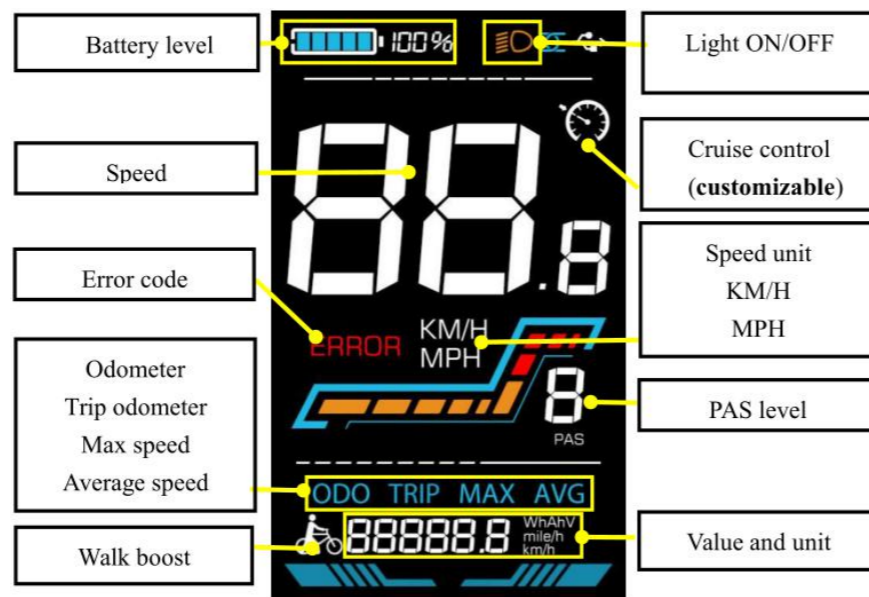 Battery level
100%
Light ON/OFF
Speed
88.8
Cruise control
(customizable)
Error code
ERROR
KM/H
MPH
Speed unit
KM/H
MPH
8
PAS
PAS level
Odometer
Trip odometer
Max speed
Average speed
ODO TRIP MAX AVG
Walk boost
88888.8
WhAhV
mile/h
km/h
Value and unit